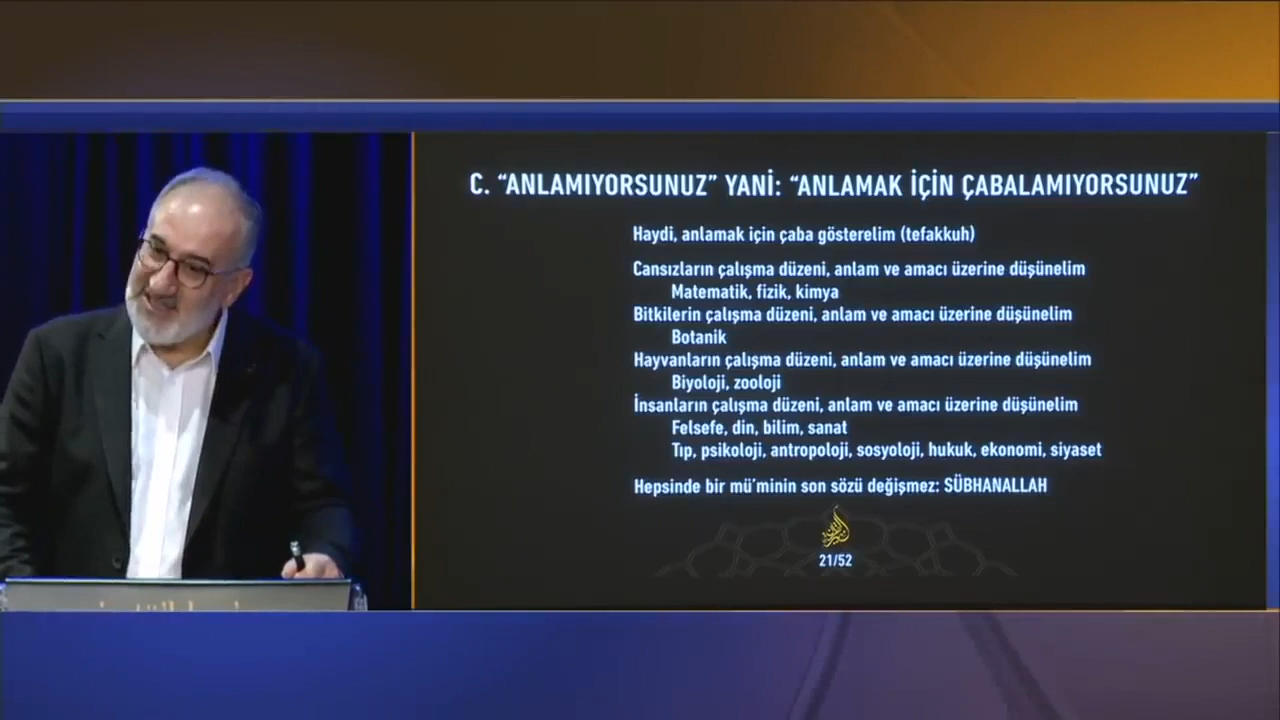 C. “ANLAMIYORSUNUZ” YANİ: “ANLAMAK İÇİN ÇABALAMIYORSUNUZ”
Haydi, anlamak için çaba gösterelim (tefakkuh)
Cansızların çalışma düzeni, anlam ve amacı üzerine düşünelim
Matematik, fizik, kimya
Bitkilerin çalışma düzeni, anlam ve amacı üzerine düşünelim
Botanik
Hayvanların çalışma düzeni, anlam ve amacı üzerine düşünelim
Biyoloji, zooloji
İnsanların çalışma düzeni, anlam ve amacı üzerine düşünelim
Felsefe, din, bilim, sanat
Tıp, psikoloji, antropoloji, sosyoloji, hukuk, ekonomi, siyaset
Hepsinde bir mü’minin son sözü değişmez: SÜBHANALLAH
21/52